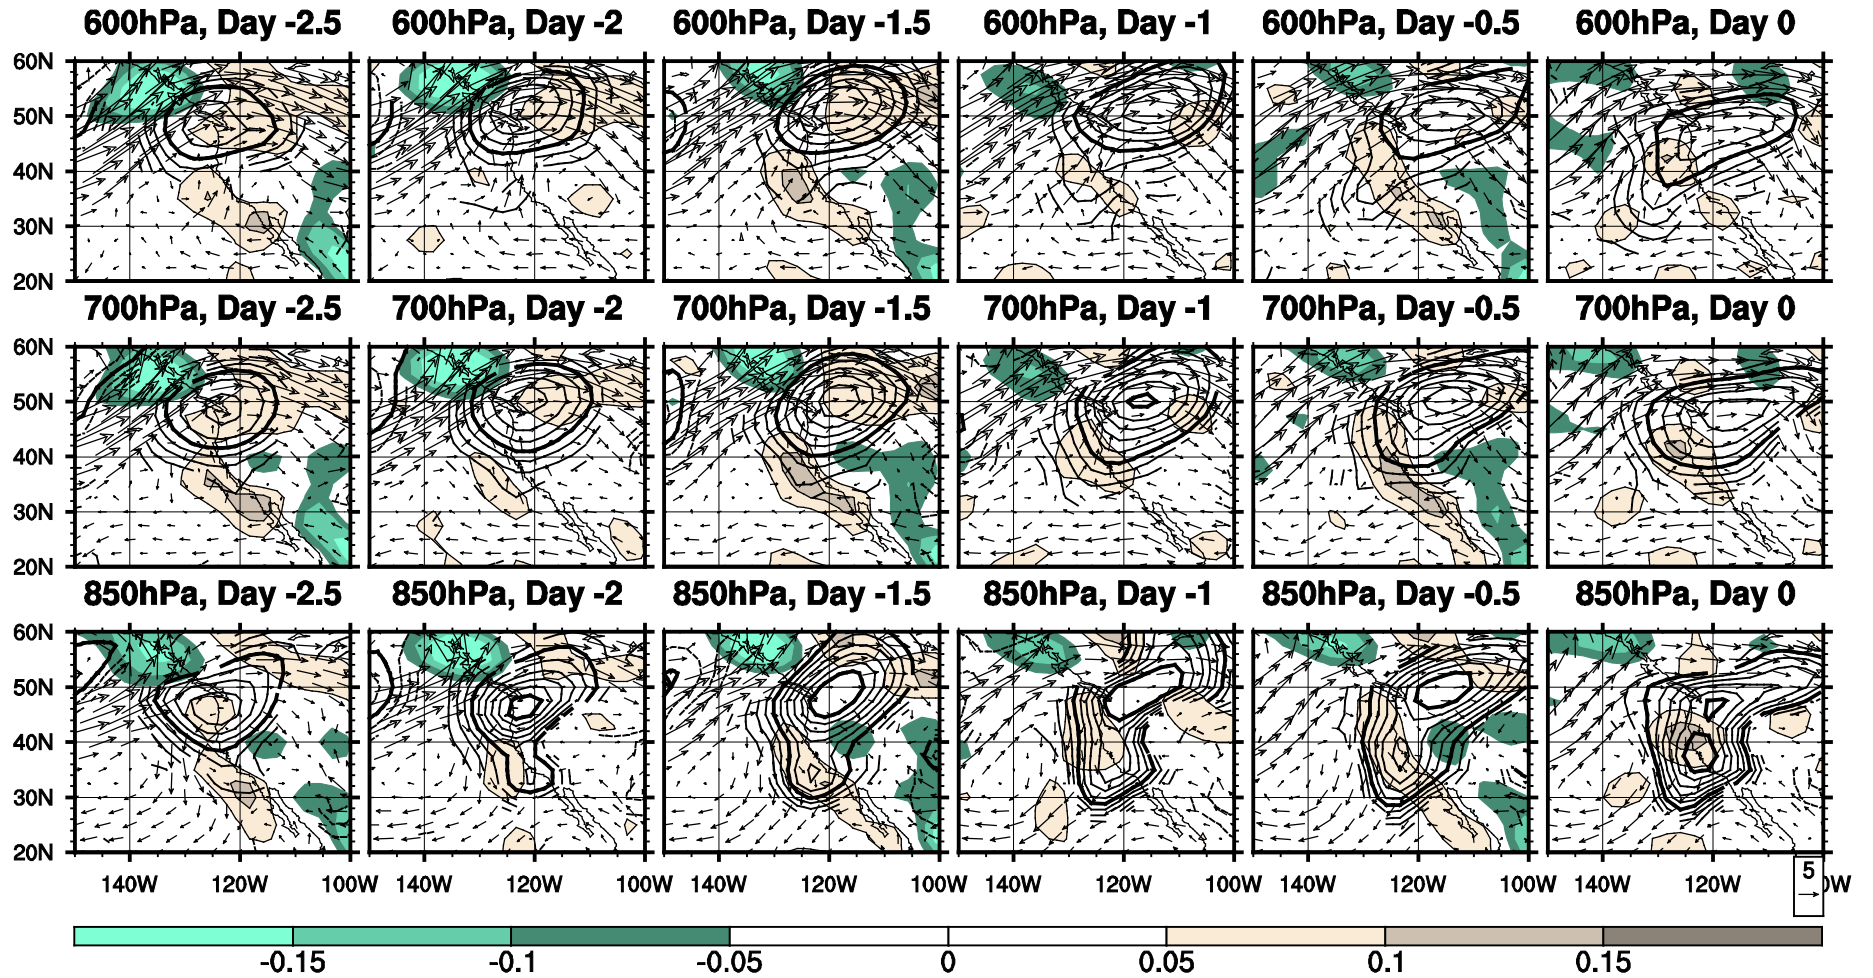 600hPa, Day -2.5 600hPa, Day -2 600hPa, Day -1.5 600hPa, Day -1 600hPa, Day -0.5 600hPa, Day 0
60N
50N
40N
30N
20N
700hPa, Day -2.5 700hPa, Day -2 700hPa, Day -1.5 700hPa, Day -1 700hPa, Day -0.5 700hPa, Day 0
60N
50N
40N
30N
20N
850hPa, Day -2.5 850hPa, Day -2 850hPa, Day -1.5 850hPa, Day -1 850hPa, Day -0.5 850hPa, Day 0
60N
50N
40N
30N
20N
140W 120W 100W 140W 120W 100W 140W 120W 100W 140W 120W 100W 140W 120W 100W 140W 120W 0W
5
-0.15 -0.1 -0.05 0 0.05 0.1 0.15